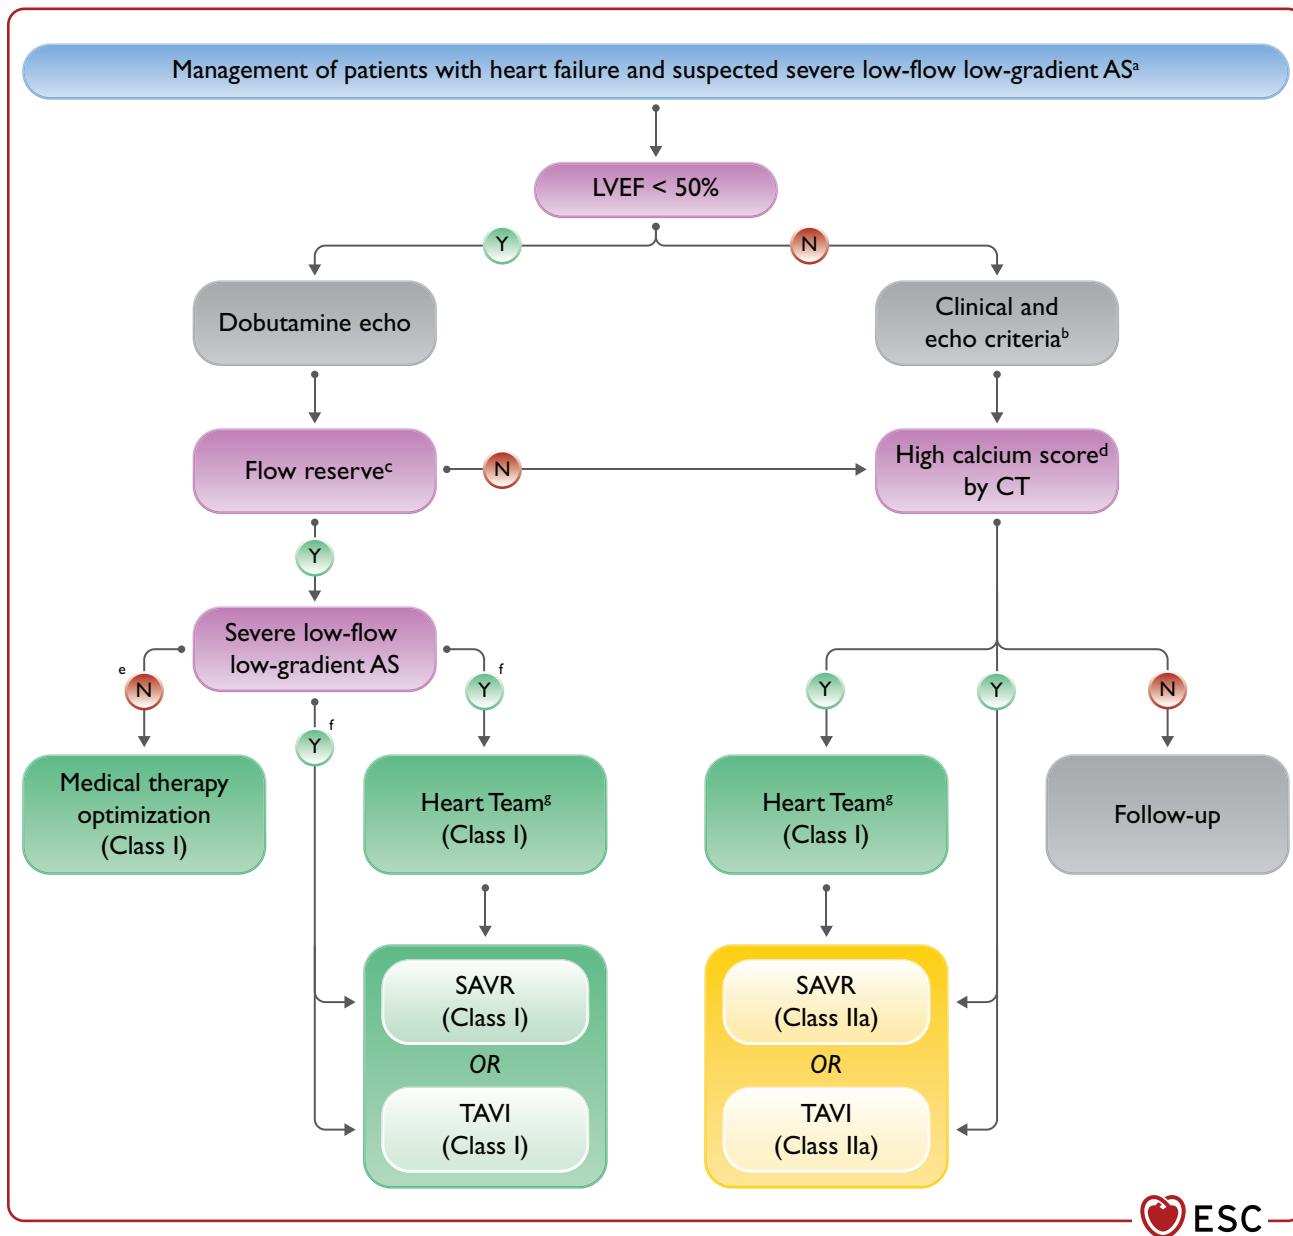 Management of patients with heart failure and suspected severe low-flow low-gradient ASa
LVEF < 50%
Y
N
Dobutamine echo
Clinical and
echo criteriab
Flow reservec
N
High calcium scored
by CT
Y
Severe low-flow
low-gradient AS
e
N
f
Y
f
Y
Y
Y
N
Medical therapy
optimization
(Class I)
Heart Teamg
(Class I)
Heart Teamg
(Class I)
Follow-up
SAVR
(Class I)
OR
TAVI
(Class I)
SAVR
(Class IIa)
OR
TAVI
(Class IIa)
ESC